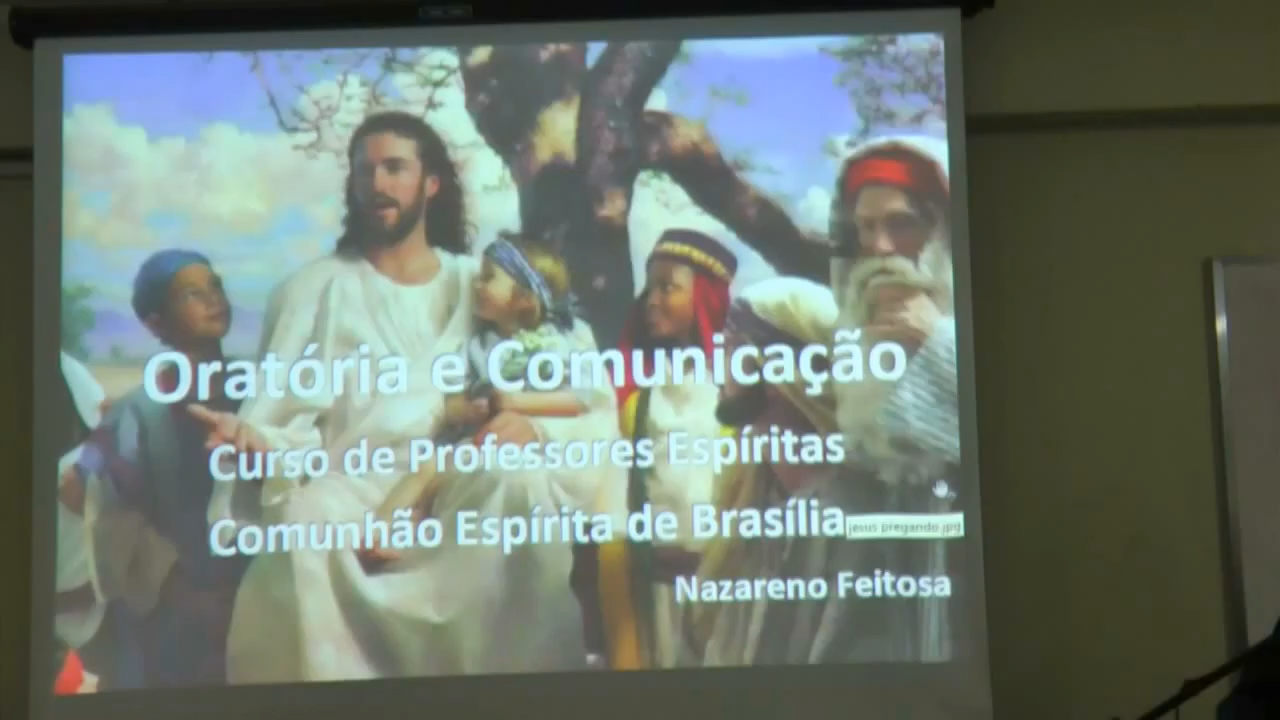 Oratória e Comunicação
Curso de Professores Espíritas
Comunhão Espírita de Brasília
jesus pregando.jpg
Nazareno Feitosa